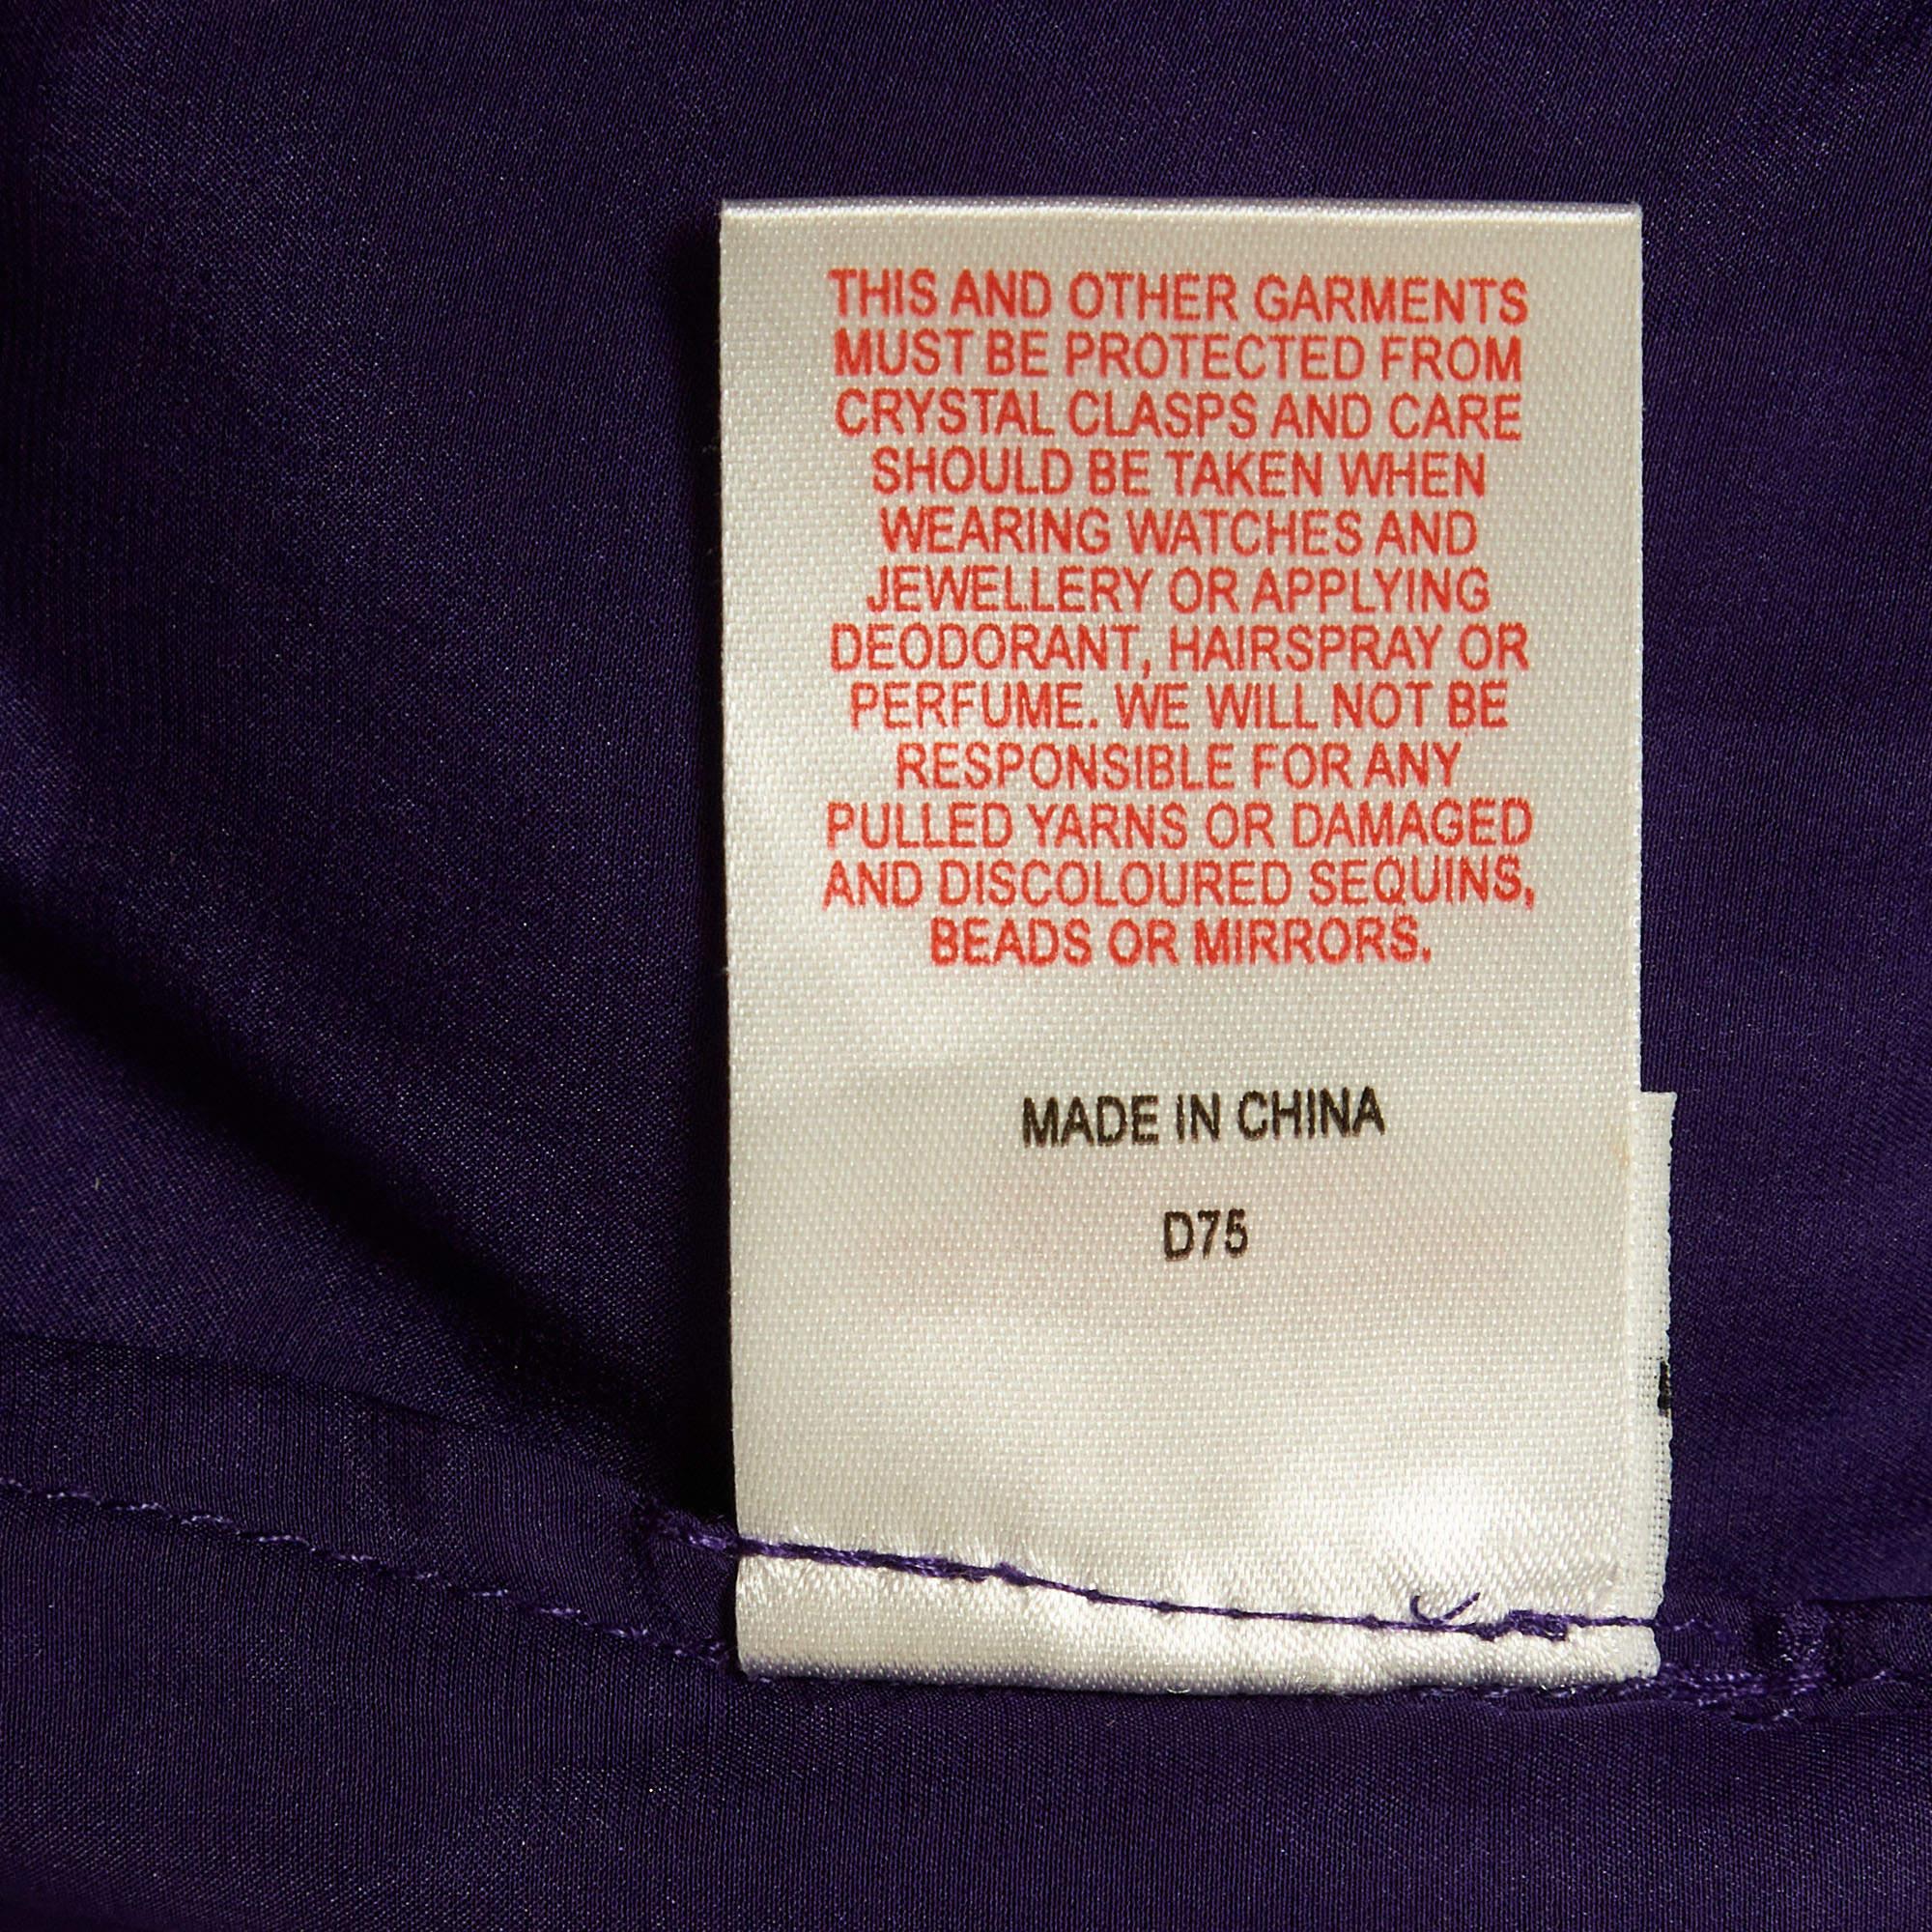 THIS AND OTHER GARMENTS
MUST BE PROTECTED FROM
CRYSTAL CLASPS AND CARE
SHOULD BE TAKEN WHEN
WEARING WATCHES AND
JEWELLERY OR APPLYING
DEODORANT, HAIRSPRAY OR
PERFUME. WE WILL NOT BE
RESPONSIBLE FOR ANY
PULLED YARNS OR DAMAGED
AND DISCOLOURED SEQUINS,
BEADS OR MIRRORS.
MADE IN CHINA
D75